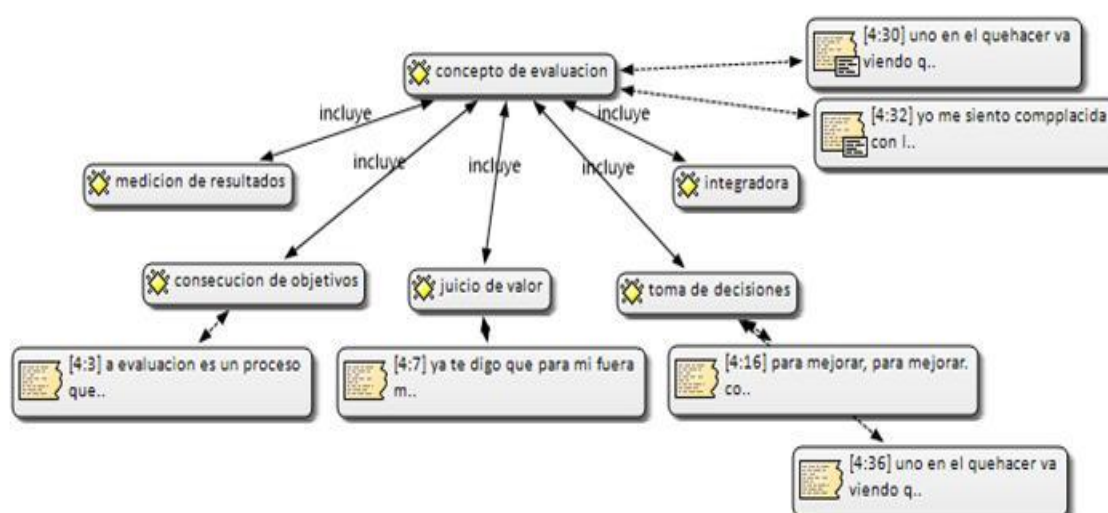 [4:30] uno en el quehacer va
viendo q..
concepto de evaluacion
[4:32] yo me siento compplacida
con l..
incluye
incluye
incluye
incluye
incluye
medicion de resultados
integradora
consecucion de objetivos
juicio de valor
toma de decisiones
[4:3] a evaluacion es un proceso
que..
[4:7] ya te digo que para mi fuera
m..
[4:16] para mejorar, para mejorar.
co..
[4:36] uno en el quehacer va
viendo q..